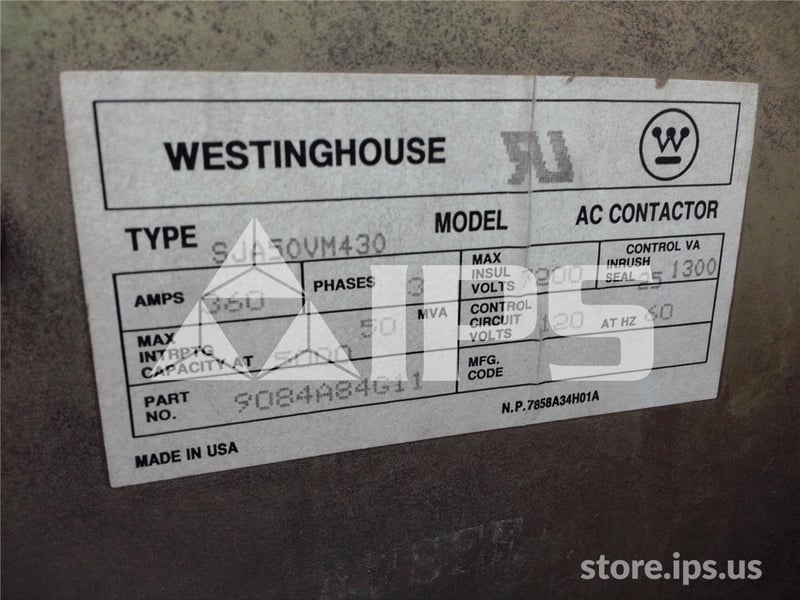 WESTINGHOUSE
W
TYPE SJA50VM430 MODEL AC CONTACTOR
AMPS 360 PHASES 3 MAX INSUL VOLTS 7200 CONTROL VA INRUSH 1300 SEAL 25
MAX INTRPTG CAPACITY AT 5000 50 MVA CONTROL CIRCUIT VOLTS 120 AT HZ 60
PART NO. 9084A84G11 MFG. CODE
N.P. 7858A34H01A
MADE IN USA
IPS
store.ips.us